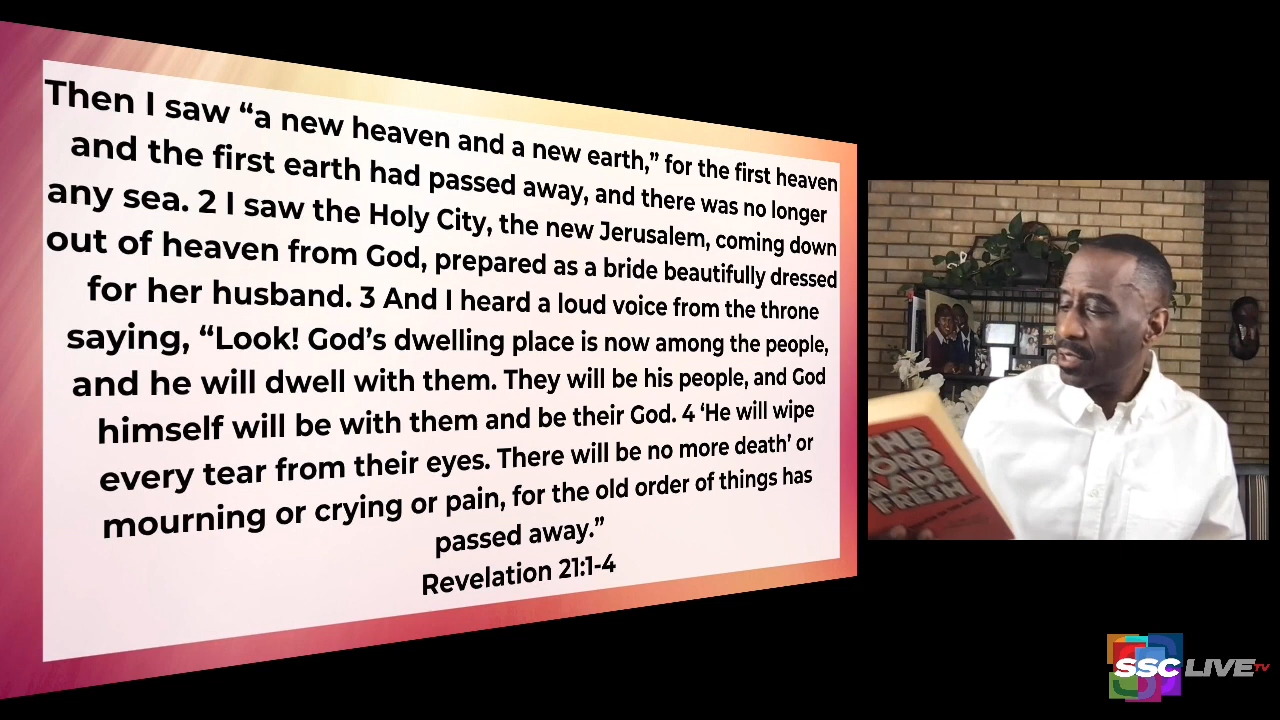 Then I saw “a new heaven and a new earth,” for the first heaven
and the first earth had passed away, and there was no longer
any sea. 2 I saw the Holy City, the new Jerusalem, coming down
out of heaven from God, prepared as a bride beautifully dressed
for her husband. 3 And I heard a loud voice from the throne
saying, “Look! God’s dwelling place is now among the people,
and he will dwell with them. They will be his people, and God
himself will be with them and be their God. 4 ‘He will wipe
every tear from their eyes. There will be no more death’ or
mourning or crying or pain, for the old order of things has
passed away.”
Revelation 21:1-4
THE
WORD
MADE
FRESH
SSC LIVE TV